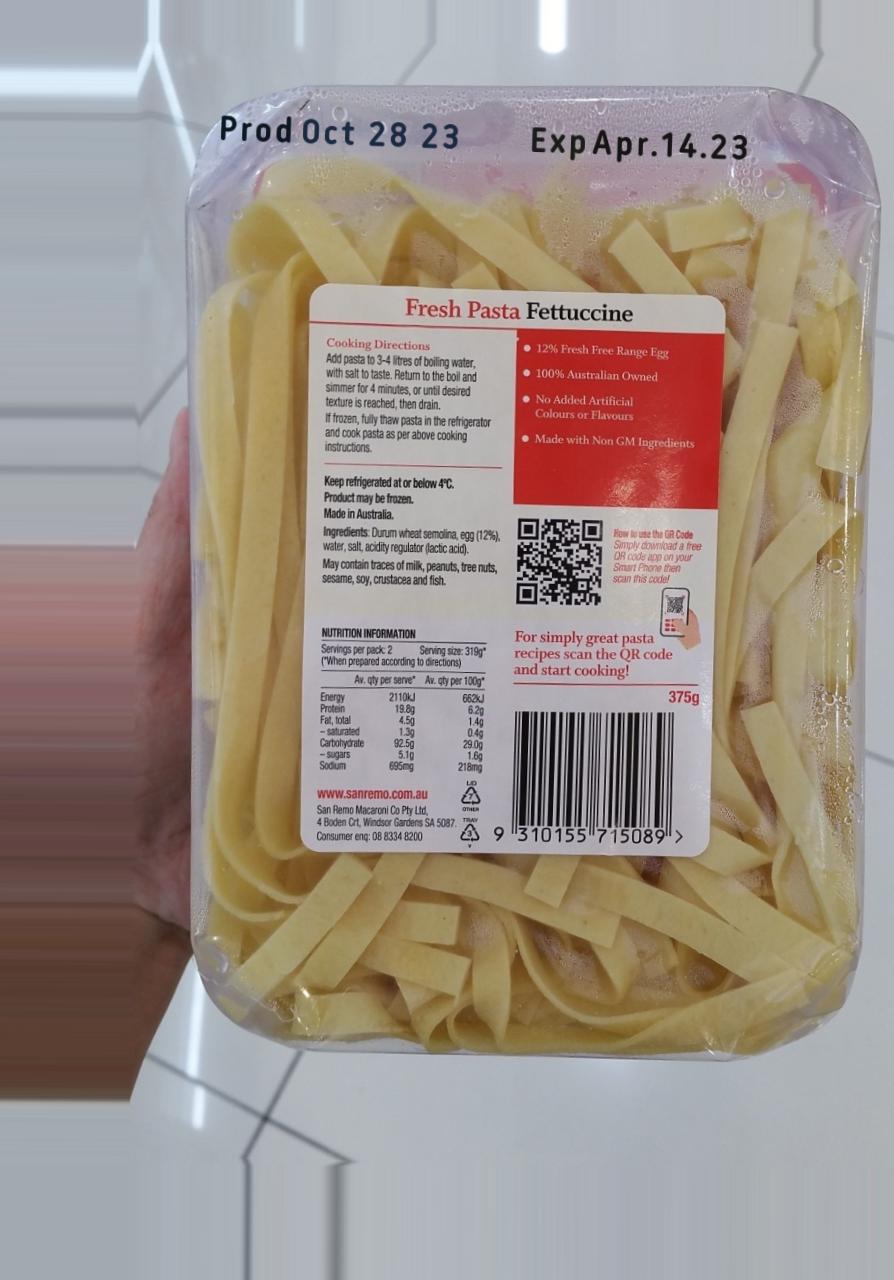 Prod Oct 28 23 Exp Apr.14.23
Fresh Pasta Fettuccine
Cooking Directions
Add pasta to 3-4 litres of boiling water,
with salt to taste. Return to the boil and
simmer for 4 minutes, or until desired
texture is reached, then drain.
If frozen, fully thaw pasta in the refrigerator
and cook pasta as per above cooking
instructions.
Keep refrigerated at or below 4°C.
Product may be frozen.
Made in Australia.
Ingredients: Durum wheat semolina, egg (12%),
water, salt, acidity regulator (lactic acid).
May contain traces of milk, peanuts, tree nuts,
sesame, soy, crustacea and fish.
NUTRITION INFORMATION
Servings per pack: 2 Serving size: 319g*
(*When prepared according to directions)
Av. qty per serve* Av. qty per 100g*
Energy 2110kJ 662kJ
Protein 19.8g 6.2g
Fat, total 4.5g 1.4g
– saturated 1.3g 0.4g
Carbohydrate 92.5g 29.0g
– sugars 5.1g 1.6g
Sodium 695mg 218mg
www.sanremo.com.au
San Remo Macaroni Co Pty Ltd,
4 Boden Crt, Windsor Gardens SA 5087.
Consumer enq: 08 8334 8200
LID
7
OTHER
TRAY
3
V
• 12% Fresh Free Range Egg
• 100% Australian Owned
• No Added Artificial
Colours or Flavours
• Made with Non GM Ingredients
How to use the QR Code
Simply download a free
QR code app on your
Smart Phone then
scan this code!
For simply great pasta
recipes scan the QR code
and start cooking!
375g
9 310155 715089 >